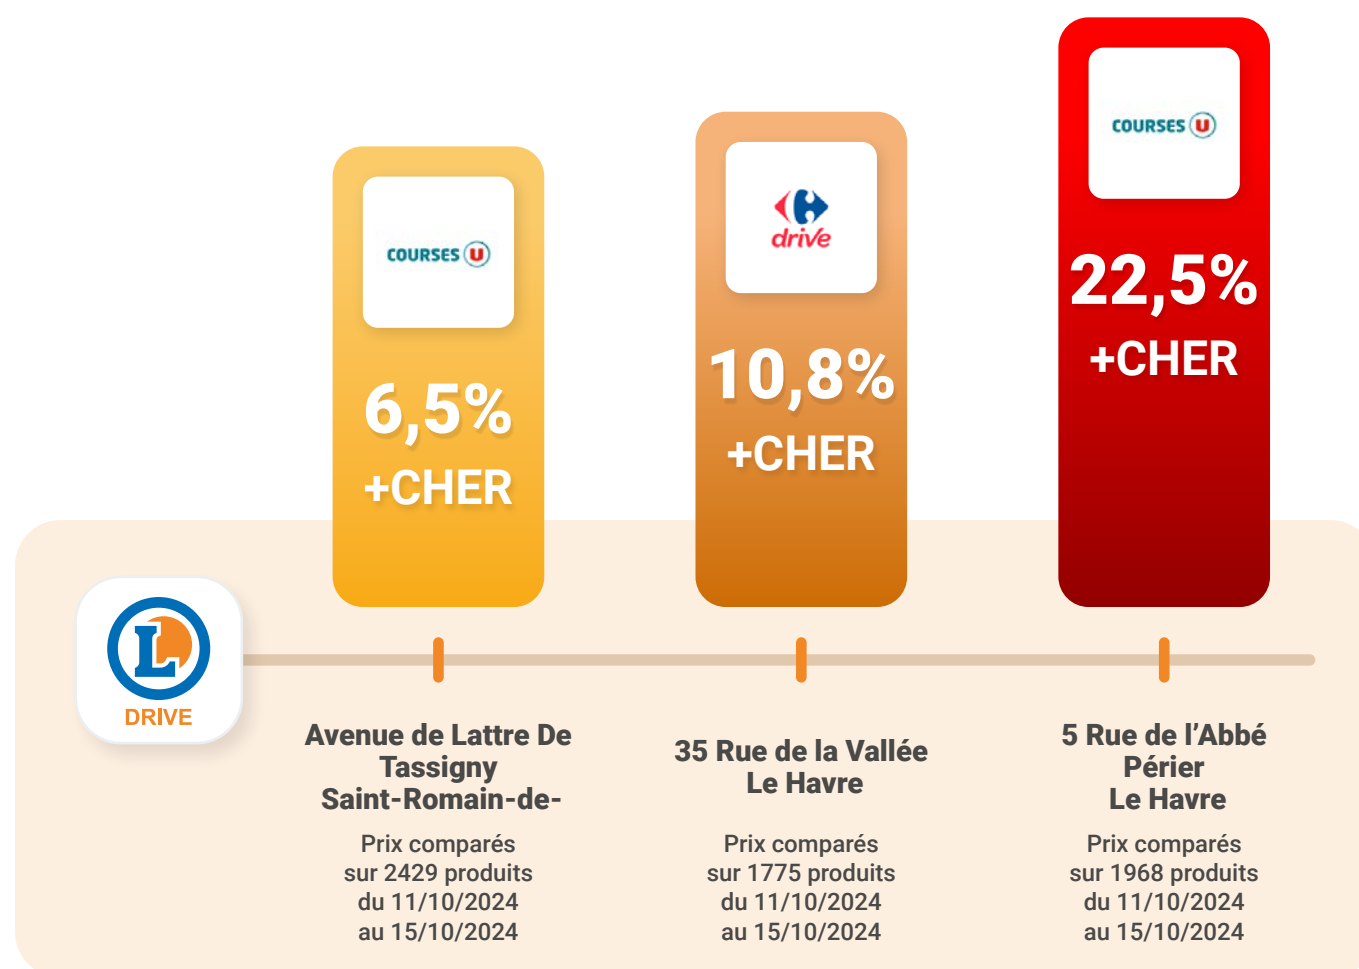 COURSES U
6,5%
+CHER
drive
10,8%
+CHER
COURSES U
22,5%
+CHER
L
DRIVE
Avenue de Lattre De
Tassigny
Saint-Romain-de-
Prix comparés
sur 2429 produits
du 11/10/2024
au 15/10/2024
35 Rue de la Vallée
Le Havre
Prix comparés
sur 1775 produits
du 11/10/2024
au 15/10/2024
5 Rue de l'Abbé
Périer
Le Havre
Prix comparés
sur 1968 produits
du 11/10/2024
au 15/10/2024